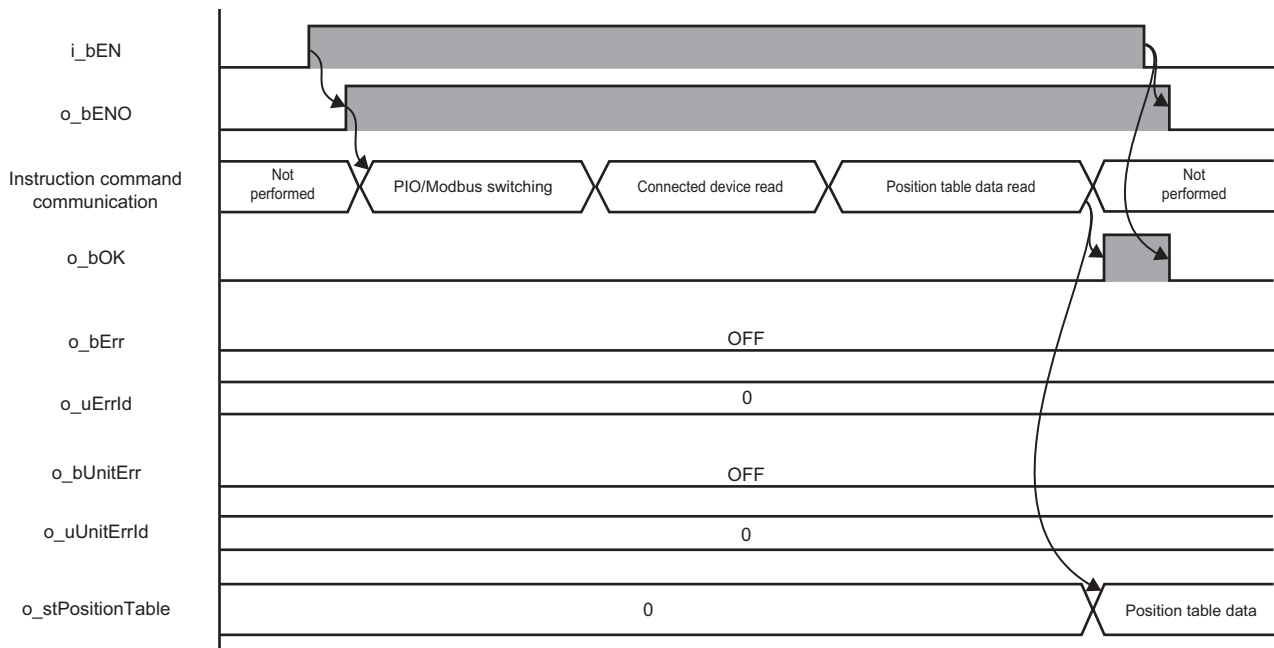 i_bEN
o_bENO
Instruction command
communication
Not
performed
PIO/Modbus switching
Connected device read
Position table data read
Not
performed
o_bOK
o_bErr
OFF
o_uErrId
0
o_bUnitErr
OFF
o_uUnitErrId
0
o_stPositionTable
0
Position table data